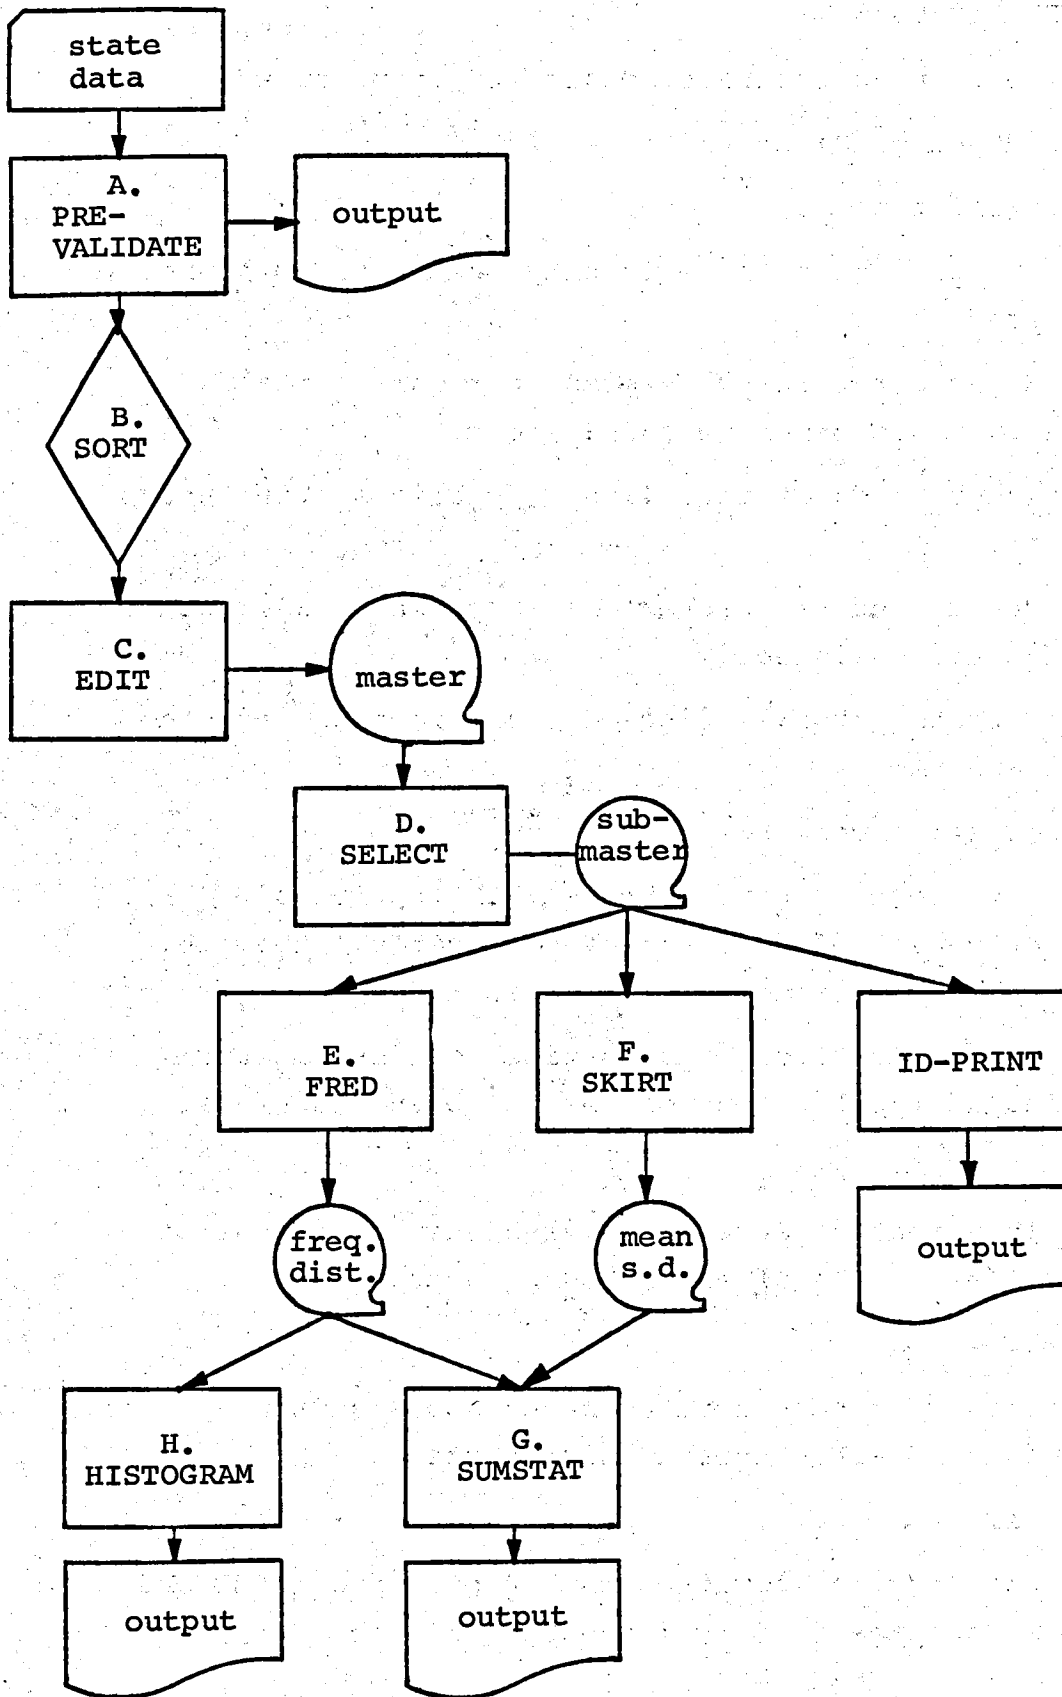 state
data
A.
PRE-
VALIDATE
output
B.
SORT
C.
EDIT
master
D.
SELECT
sub-
master
E.
FRED
F.
SKIRT
ID-PRINT
freq.
dist.
mean
s.d.
output
H.
HISTOGRAM
G.
SUMSTAT
output
output